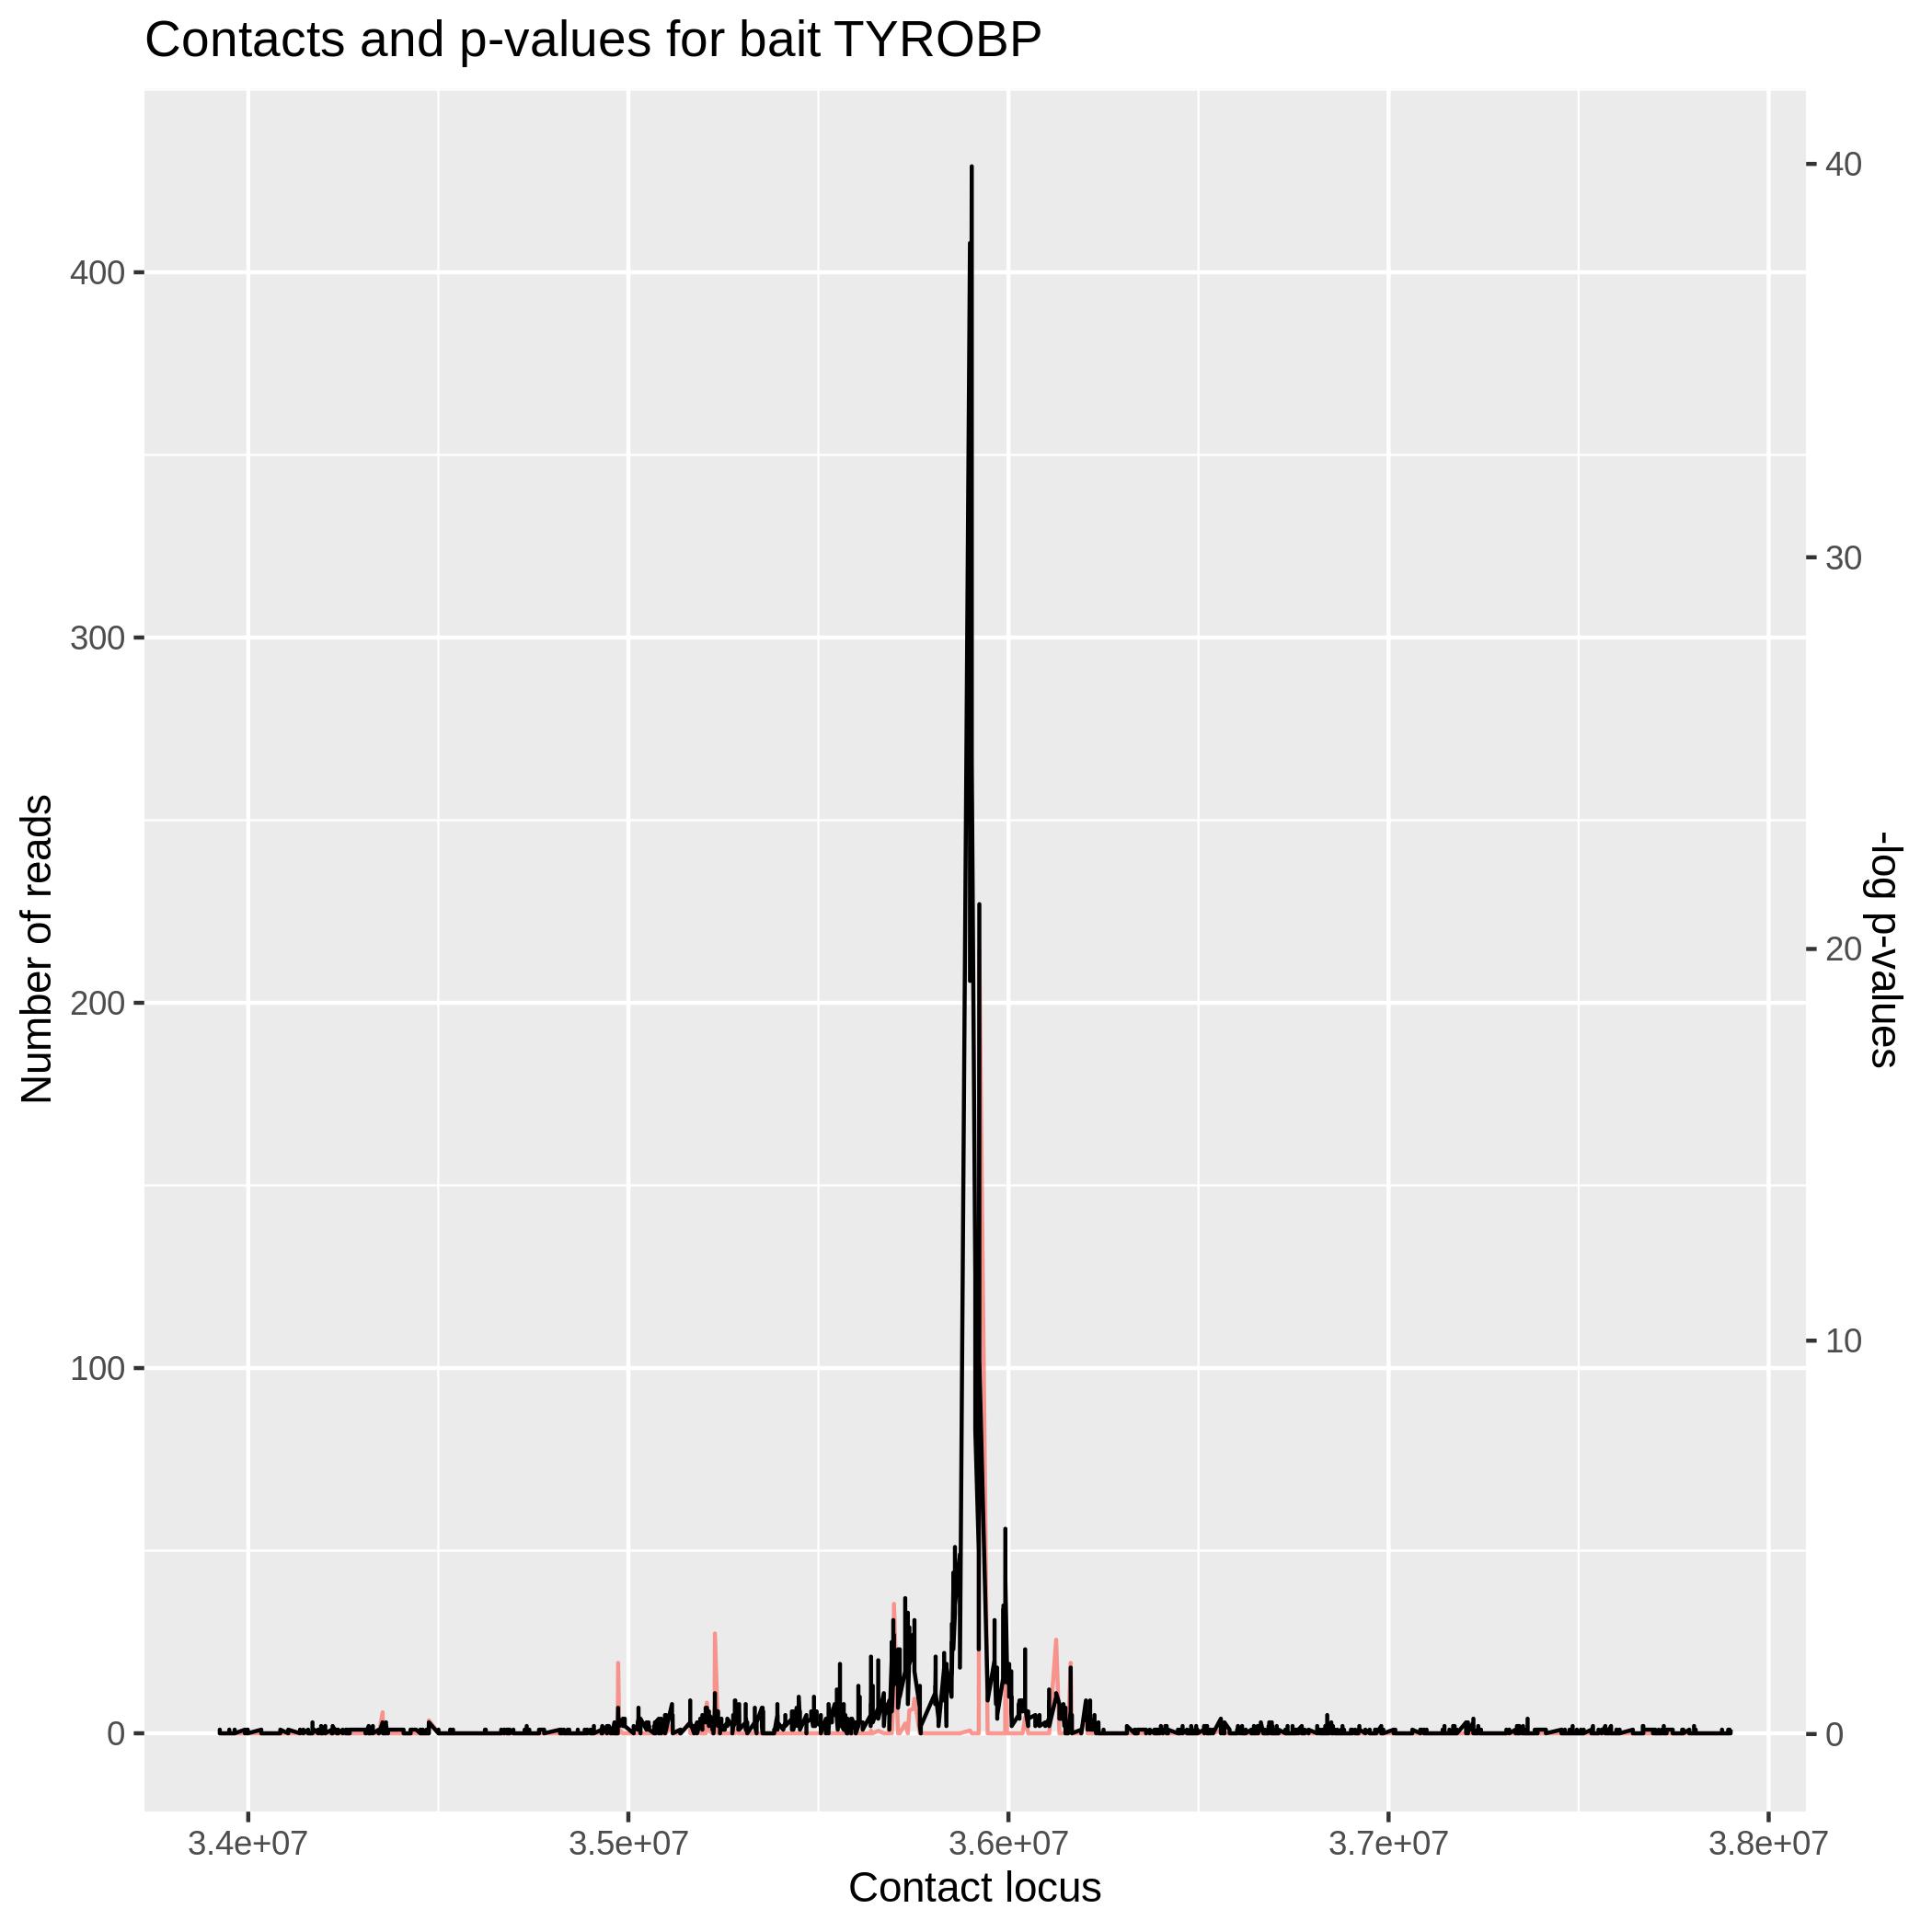 Contacts and p-values for bait TYROBP
Number of reads
400
300
200
100
0
40
30
20
10
0
-log p-values
3.4e+07
3.5e+07
3.6e+07
3.7e+07
3.8e+07
Contact locus